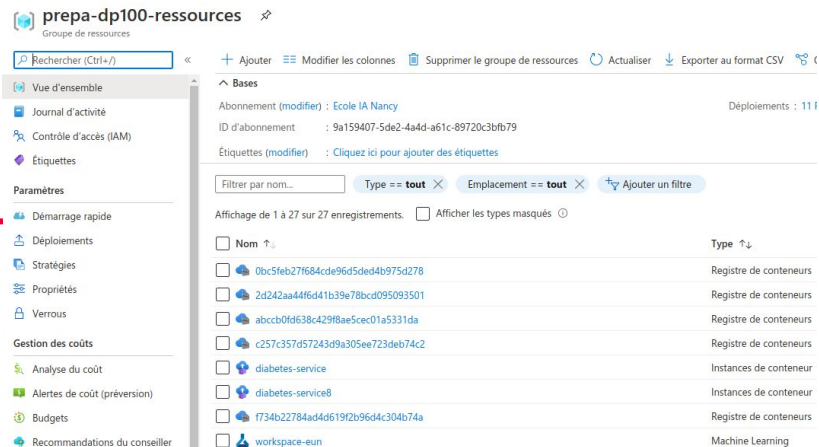 prepa-dp100-ressources
Groupe de ressources
Rechercher (Ctrl+/)
«
Ajouter
Modifier les colonnes
Supprimer le groupe de ressources
Actualiser
Exporter au format CSV
Vue d'ensemble
Journal d'activité
Contrôle d'accès (IAM)
Étiquettes
Paramètres
Démarrage rapide
Déploiements
Stratégies
Propriétés
Verrous
Gestion des coûts
Analyse du coût
Alertes de coût (préversion)
Budgets
Recommandations du conseiller
Bases
Abonnement (modifier) : Ecole IA Nancy
Déploiements : 11
ID d'abonnement : 9a159407-5de2-4a4d-a61c-89720c3bfb79
Étiquettes (modifier) : Cliquez ici pour ajouter des étiquettes
Filtrer par nom...
Type == tout
Emplacement == tout
Ajouter un filtre
Affichage de 1 à 27 sur 27 enregistrements.
Afficher les types masqués
Nom ↑↓ Type ↑↓
0bc5feb27f684cde96d5ded4b975d278 Registre de conteneurs
2d242aa44f6d41b39e78bcd095093501 Registre de conteneurs
abccb0fd638c429f8ae5cec01a5331da Registre de conteneurs
c257c357d57243d9a305ee723deb74c2 Registre de conteneurs
diabetes-service Instances de conteneur
diabetes-service8 Instances de conteneur
f734b22784ad4d619f2b96d4c304b74a Registre de conteneurs
workspace-eun Machine Learning